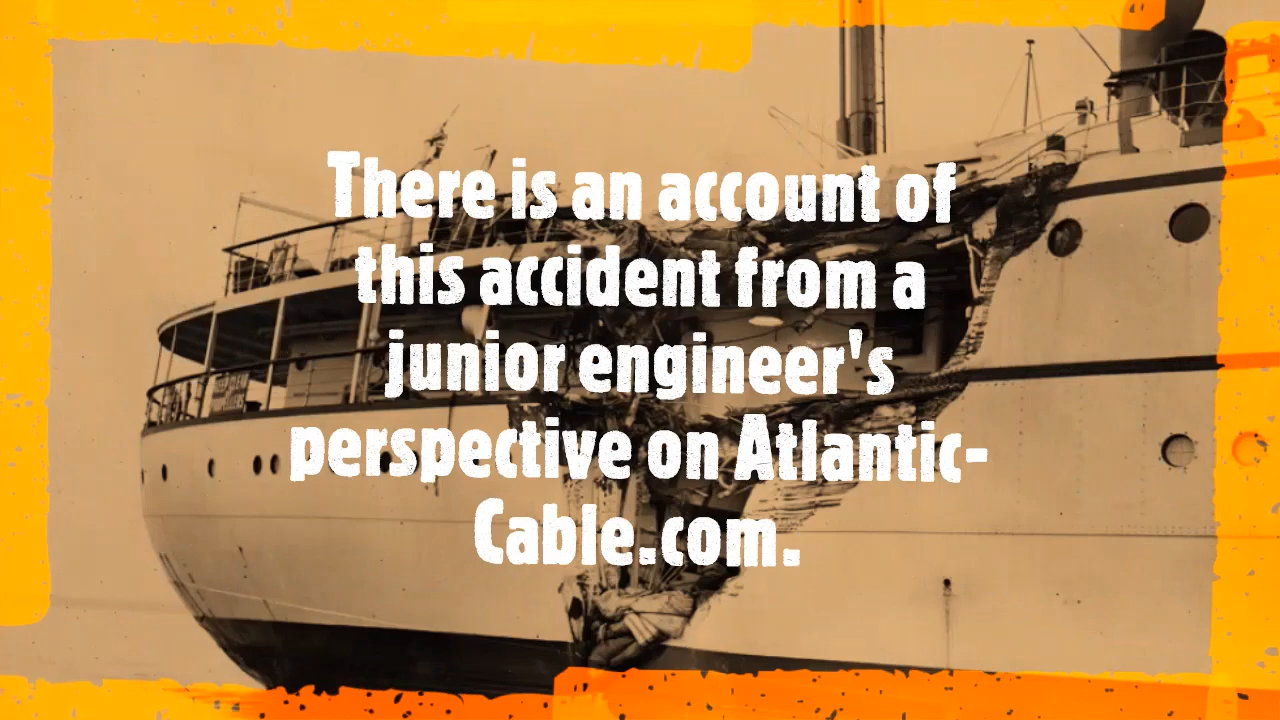 There is an account of
this accident from a
junior engineer's
perspective on Atlantic-
Cable.com.